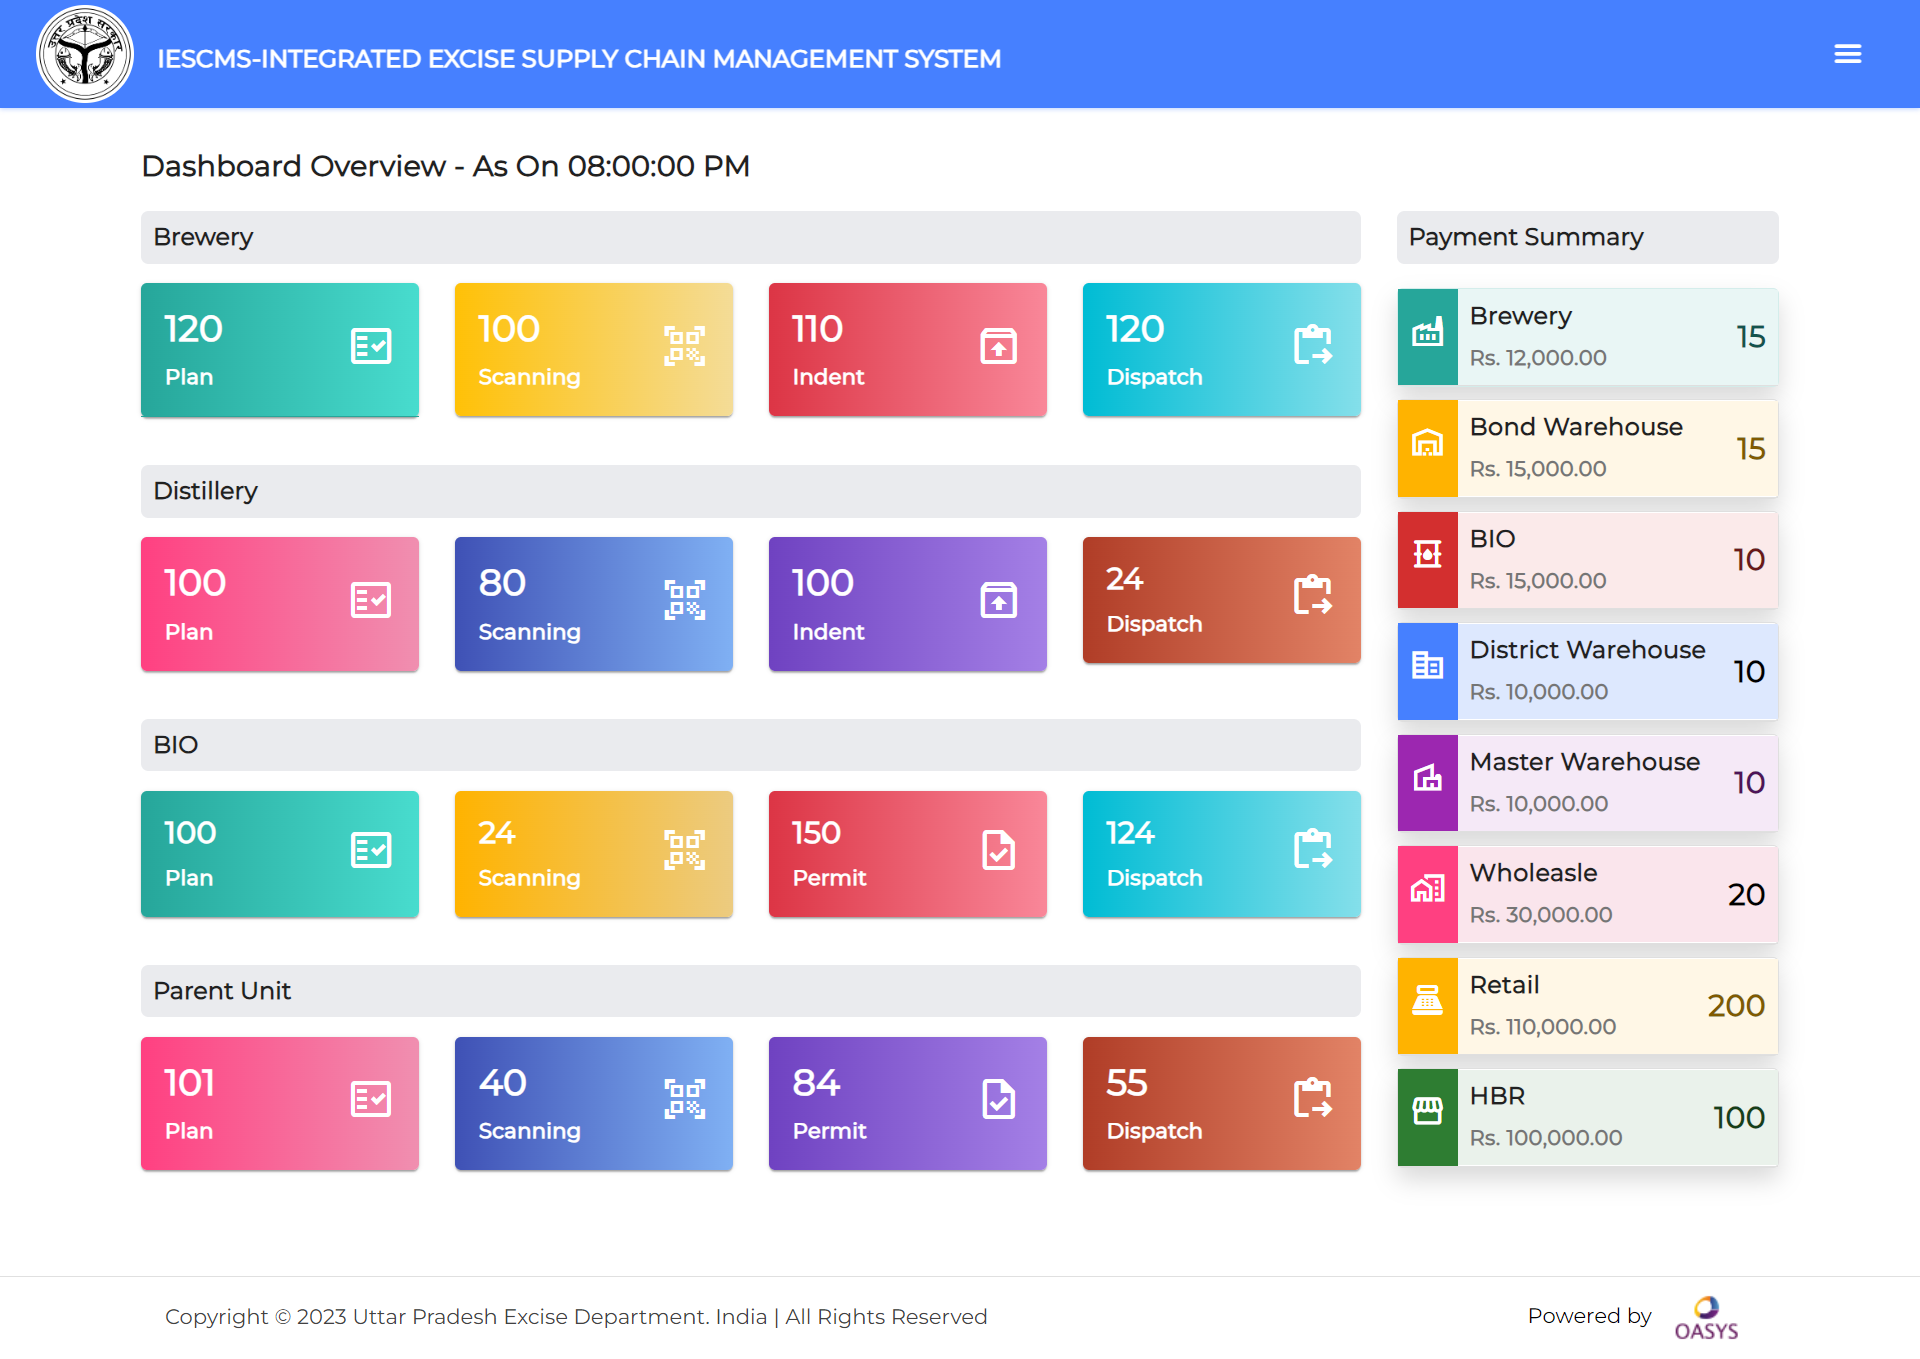 उत्तर प्रदेश सरकार
IESCMS-INTEGRATED EXCISE SUPPLY CHAIN MANAGEMENT SYSTEM
Dashboard Overview - As On 08:00:00 PM
Brewery
120
Plan
100
Scanning
110
Indent
120
Dispatch
Distillery
100
Plan
80
Scanning
100
Indent
24
Dispatch
BIO
100
Plan
24
Scanning
150
Permit
124
Dispatch
Parent Unit
101
Plan
40
Scanning
84
Permit
55
Dispatch
Payment Summary
Brewery
Rs. 12,000.00
15
Bond Warehouse
Rs. 15,000.00
15
BIO
Rs. 15,000.00
10
District Warehouse
Rs. 10,000.00
10
Master Warehouse
Rs. 10,000.00
10
Wholeasle
Rs. 30,000.00
20
Retail
Rs. 110,000.00
200
HBR
Rs. 100,000.00
100
Copyright © 2023 Uttar Pradesh Excise Department. India | All Rights Reserved
Powered by
OASYS